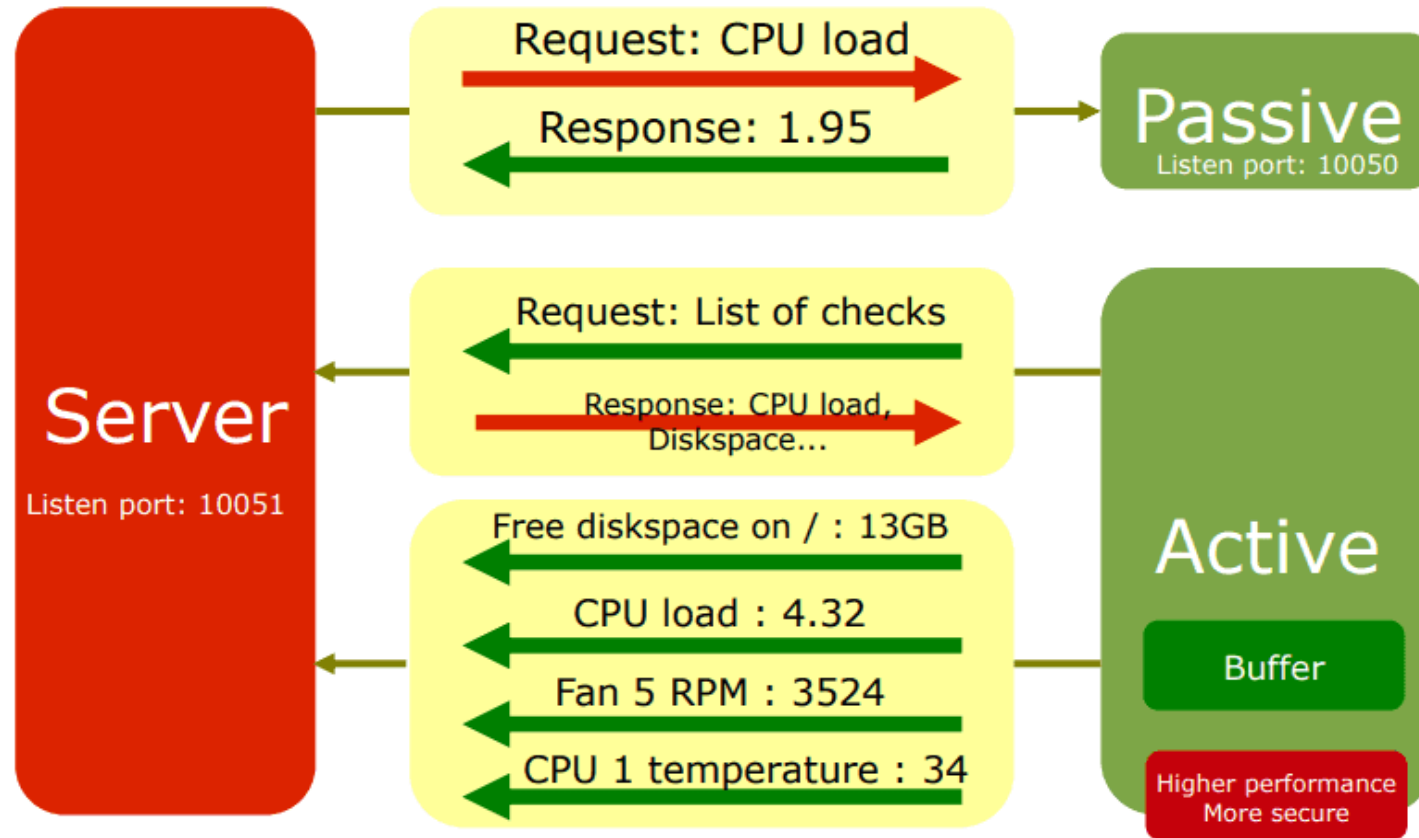 Request: CPU load
Response: 1.95
Passive
Listen port: 10050
Request: List of checks
Response: CPU load,
Diskspace...
Server
Listen port: 10051
Free diskspace on / : 13GB
CPU load : 4.32
Fan 5 RPM : 3524
CPU 1 temperature : 34
Active
Buffer
Higher performance
More secure